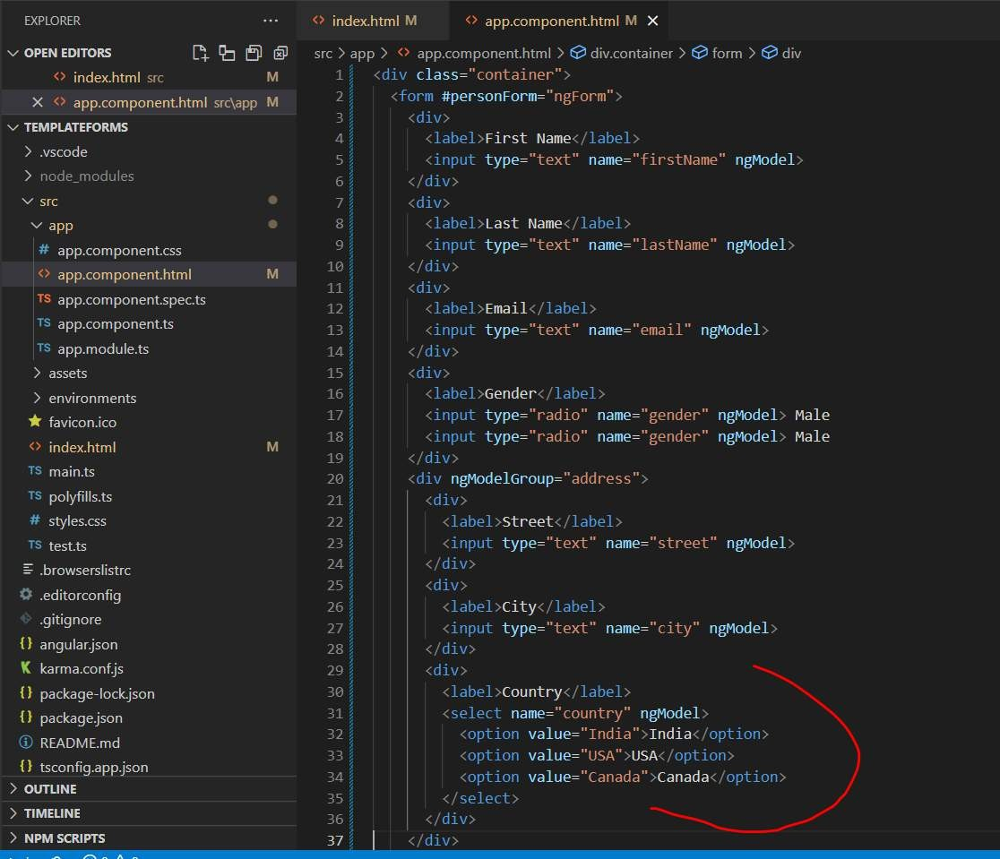 EXPLORER ...
OPEN EDITORS
index.html src M
app.component.html src\app M
TEMPLATEFORMS
.vscode
node_modules
src
app
# app.component.css
<> app.component.html M
TS app.component.spec.ts
TS app.component.ts
TS app.module.ts
assets
environments
favicon.ico
<> index.html M
TS main.ts
TS polyfills.ts
# styles.css
TS test.ts
.browserslistrc
.editorconfig
.gitignore
{} angular.json
karma.conf.js
{} package-lock.json
{} package.json
README.md
{} tsconfig.app.json
OUTLINE
TIMELINE
NPM SCRIPTS
<> index.html M
<> app.component.html M
src > app > <> app.component.html > div.container > form > div
1 <div class="container">
2 <form #personForm="ngForm">
3 <div>
4 <label>First Name</label>
5 <input type="text" name="firstName" ngModel>
6 </div>
7 <div>
8 <label>Last Name</label>
9 <input type="text" name="lastName" ngModel>
10 </div>
11 <div>
12 <label>Email</label>
13 <input type="text" name="email" ngModel>
14 </div>
15 <div>
16 <label>Gender</label>
17 <input type="radio" name="gender" ngModel> Male
18 <input type="radio" name="gender" ngModel> Male
19 </div>
20 <div ngModelGroup="address">
21 <div>
22 <label>Street</label>
23 <input type="text" name="street" ngModel>
24 </div>
25 <div>
26 <label>City</label>
27 <input type="text" name="city" ngModel>
28 </div>
29 <div>
30 <label>Country</label>
31 <select name="country" ngModel>
32 <option value="India">India</option>
33 <option value="USA">USA</option>
34 <option value="Canada">Canada</option>
35 </select>
36 </div>
37 </div>